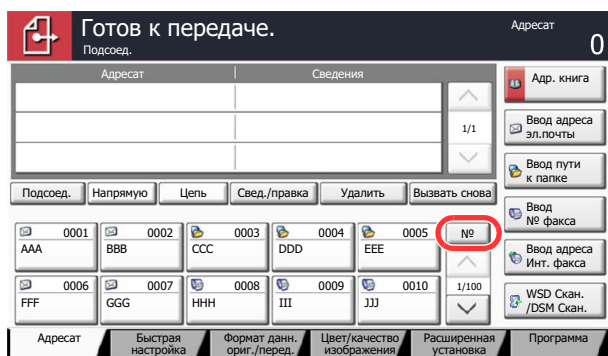 Готов к передаче.
Подсоед.
Адресат
0
Адресат
Сведения
1/1
Адр. книга
Ввод адреса
эл.почты
Ввод пути
к папке
Ввод
№ факса
Ввод адреса
Инт. факса
WSD Скан.
/DSM Скан.
Подсоед.
Напрямую
Цепь
Свед./правка
Удалить
Вызвать снова
0001
AAA
0002
BBB
0003
CCC
0004
DDD
0005
EEE
№
0006
FFF
0007
GGG
0008
HHH
0009
III
0010
JJJ
1/100
Адресат
Быстрая
настройка
Формат данн.
ориг./перед.
Цвет/качество
изображения
Расширенная
установка
Программа